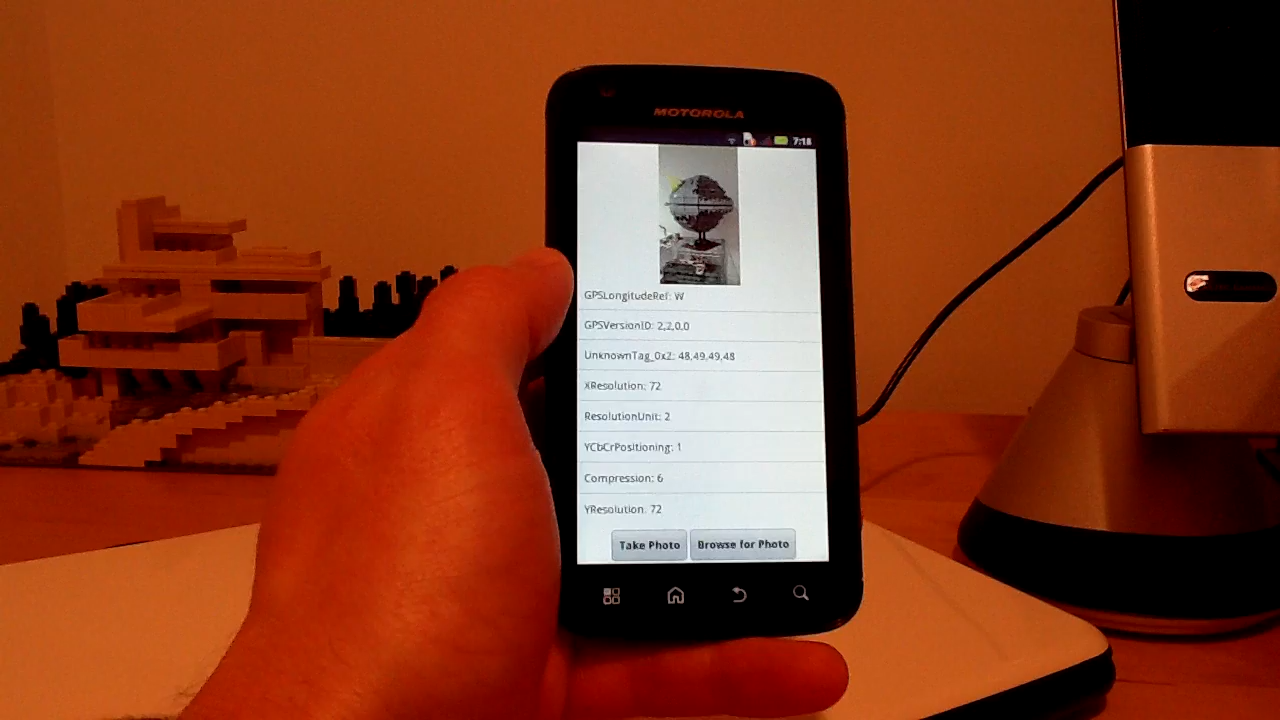 MOTOROLA
7:18
GPSLongitudeRef: W
GPSVersionID: 2,2,0,0
UnknownTag_0x2: 48,49,49,48
XResolution: 72
ResolutionUnit: 2
YCbCrPositioning: 1
Compression: 6
YResolution: 72
Take Photo
Browse for Photo